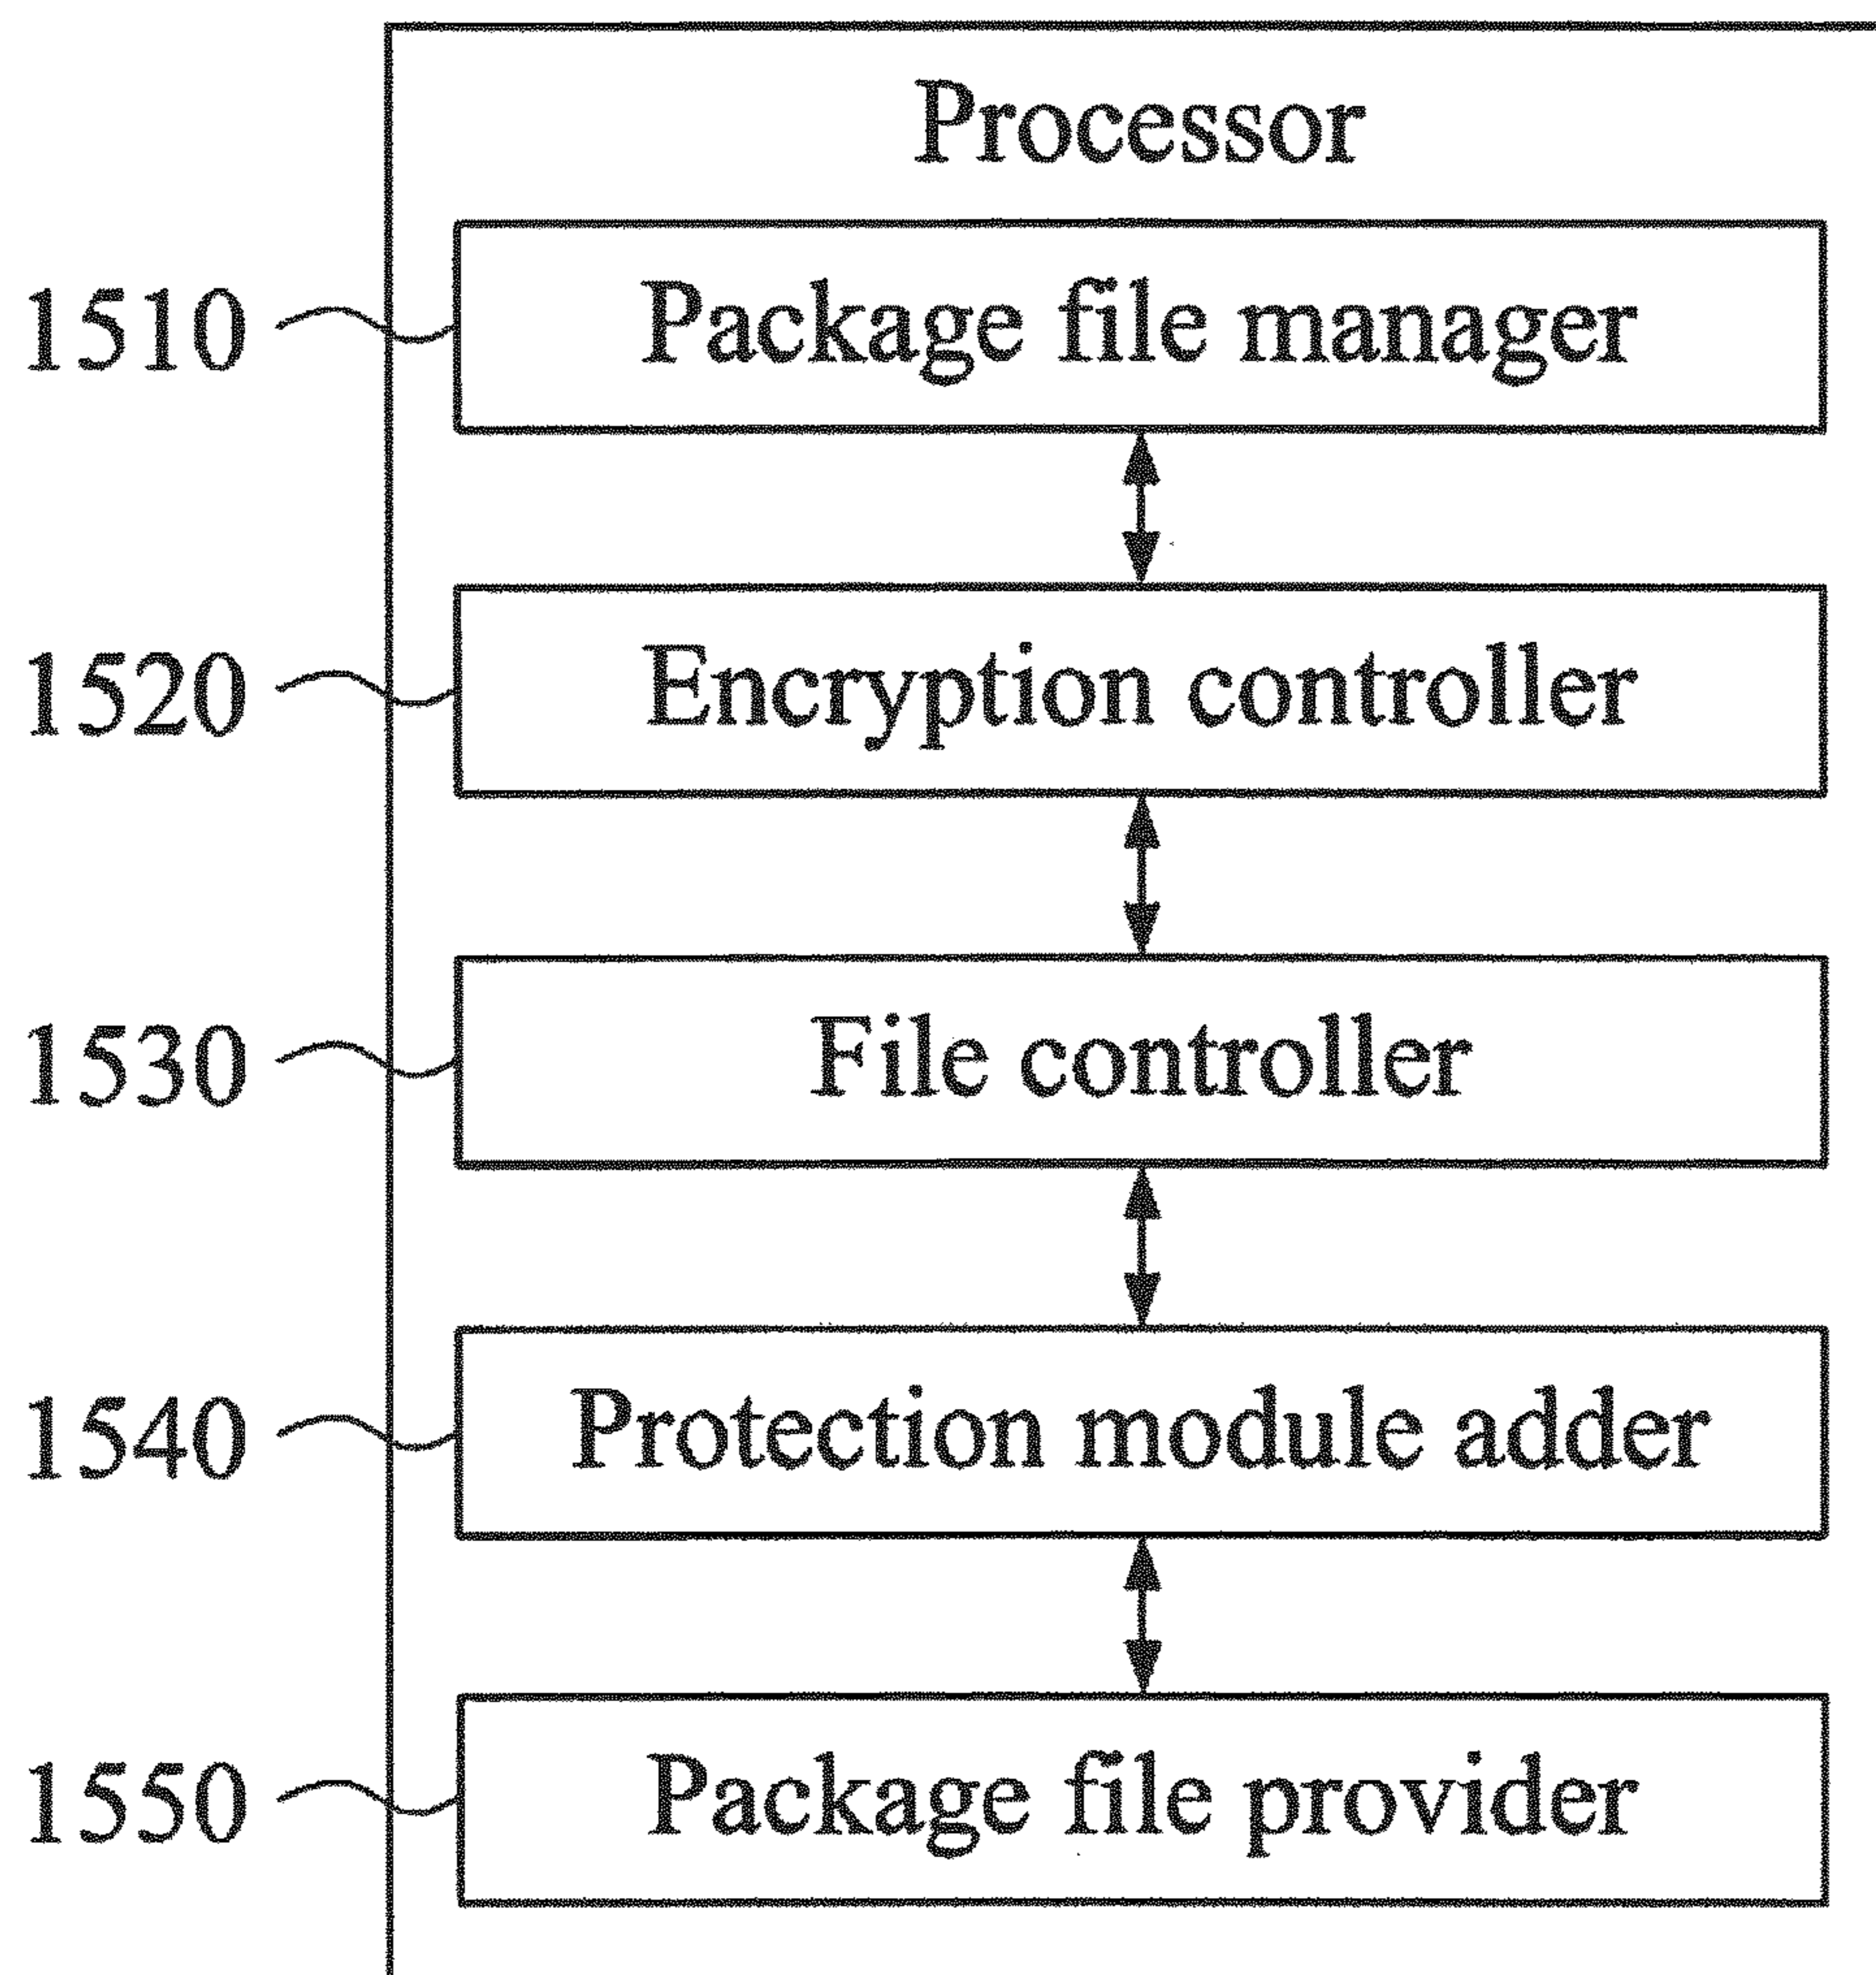 Processor
1510 Package file manager
1520 Encryption controller
1530 File controller
1540 Protection module adder
1550 Package file provider